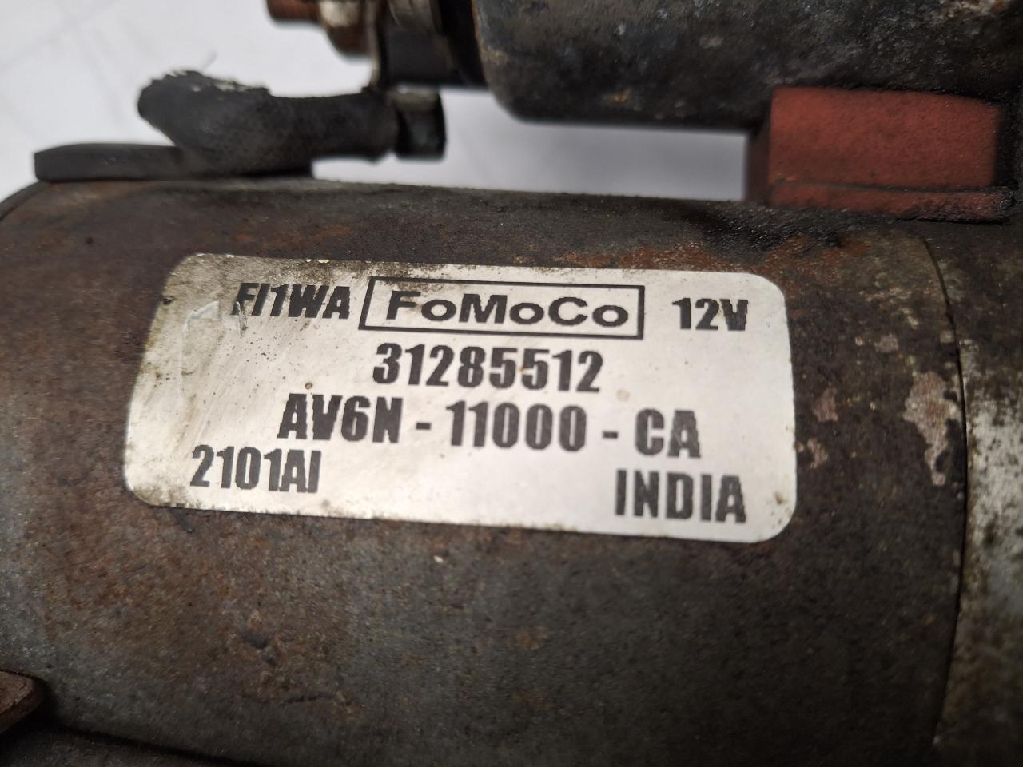 FI1WA FoMoCo 12V
31285512
AV6N - 11000 - CA
2101AI INDIA